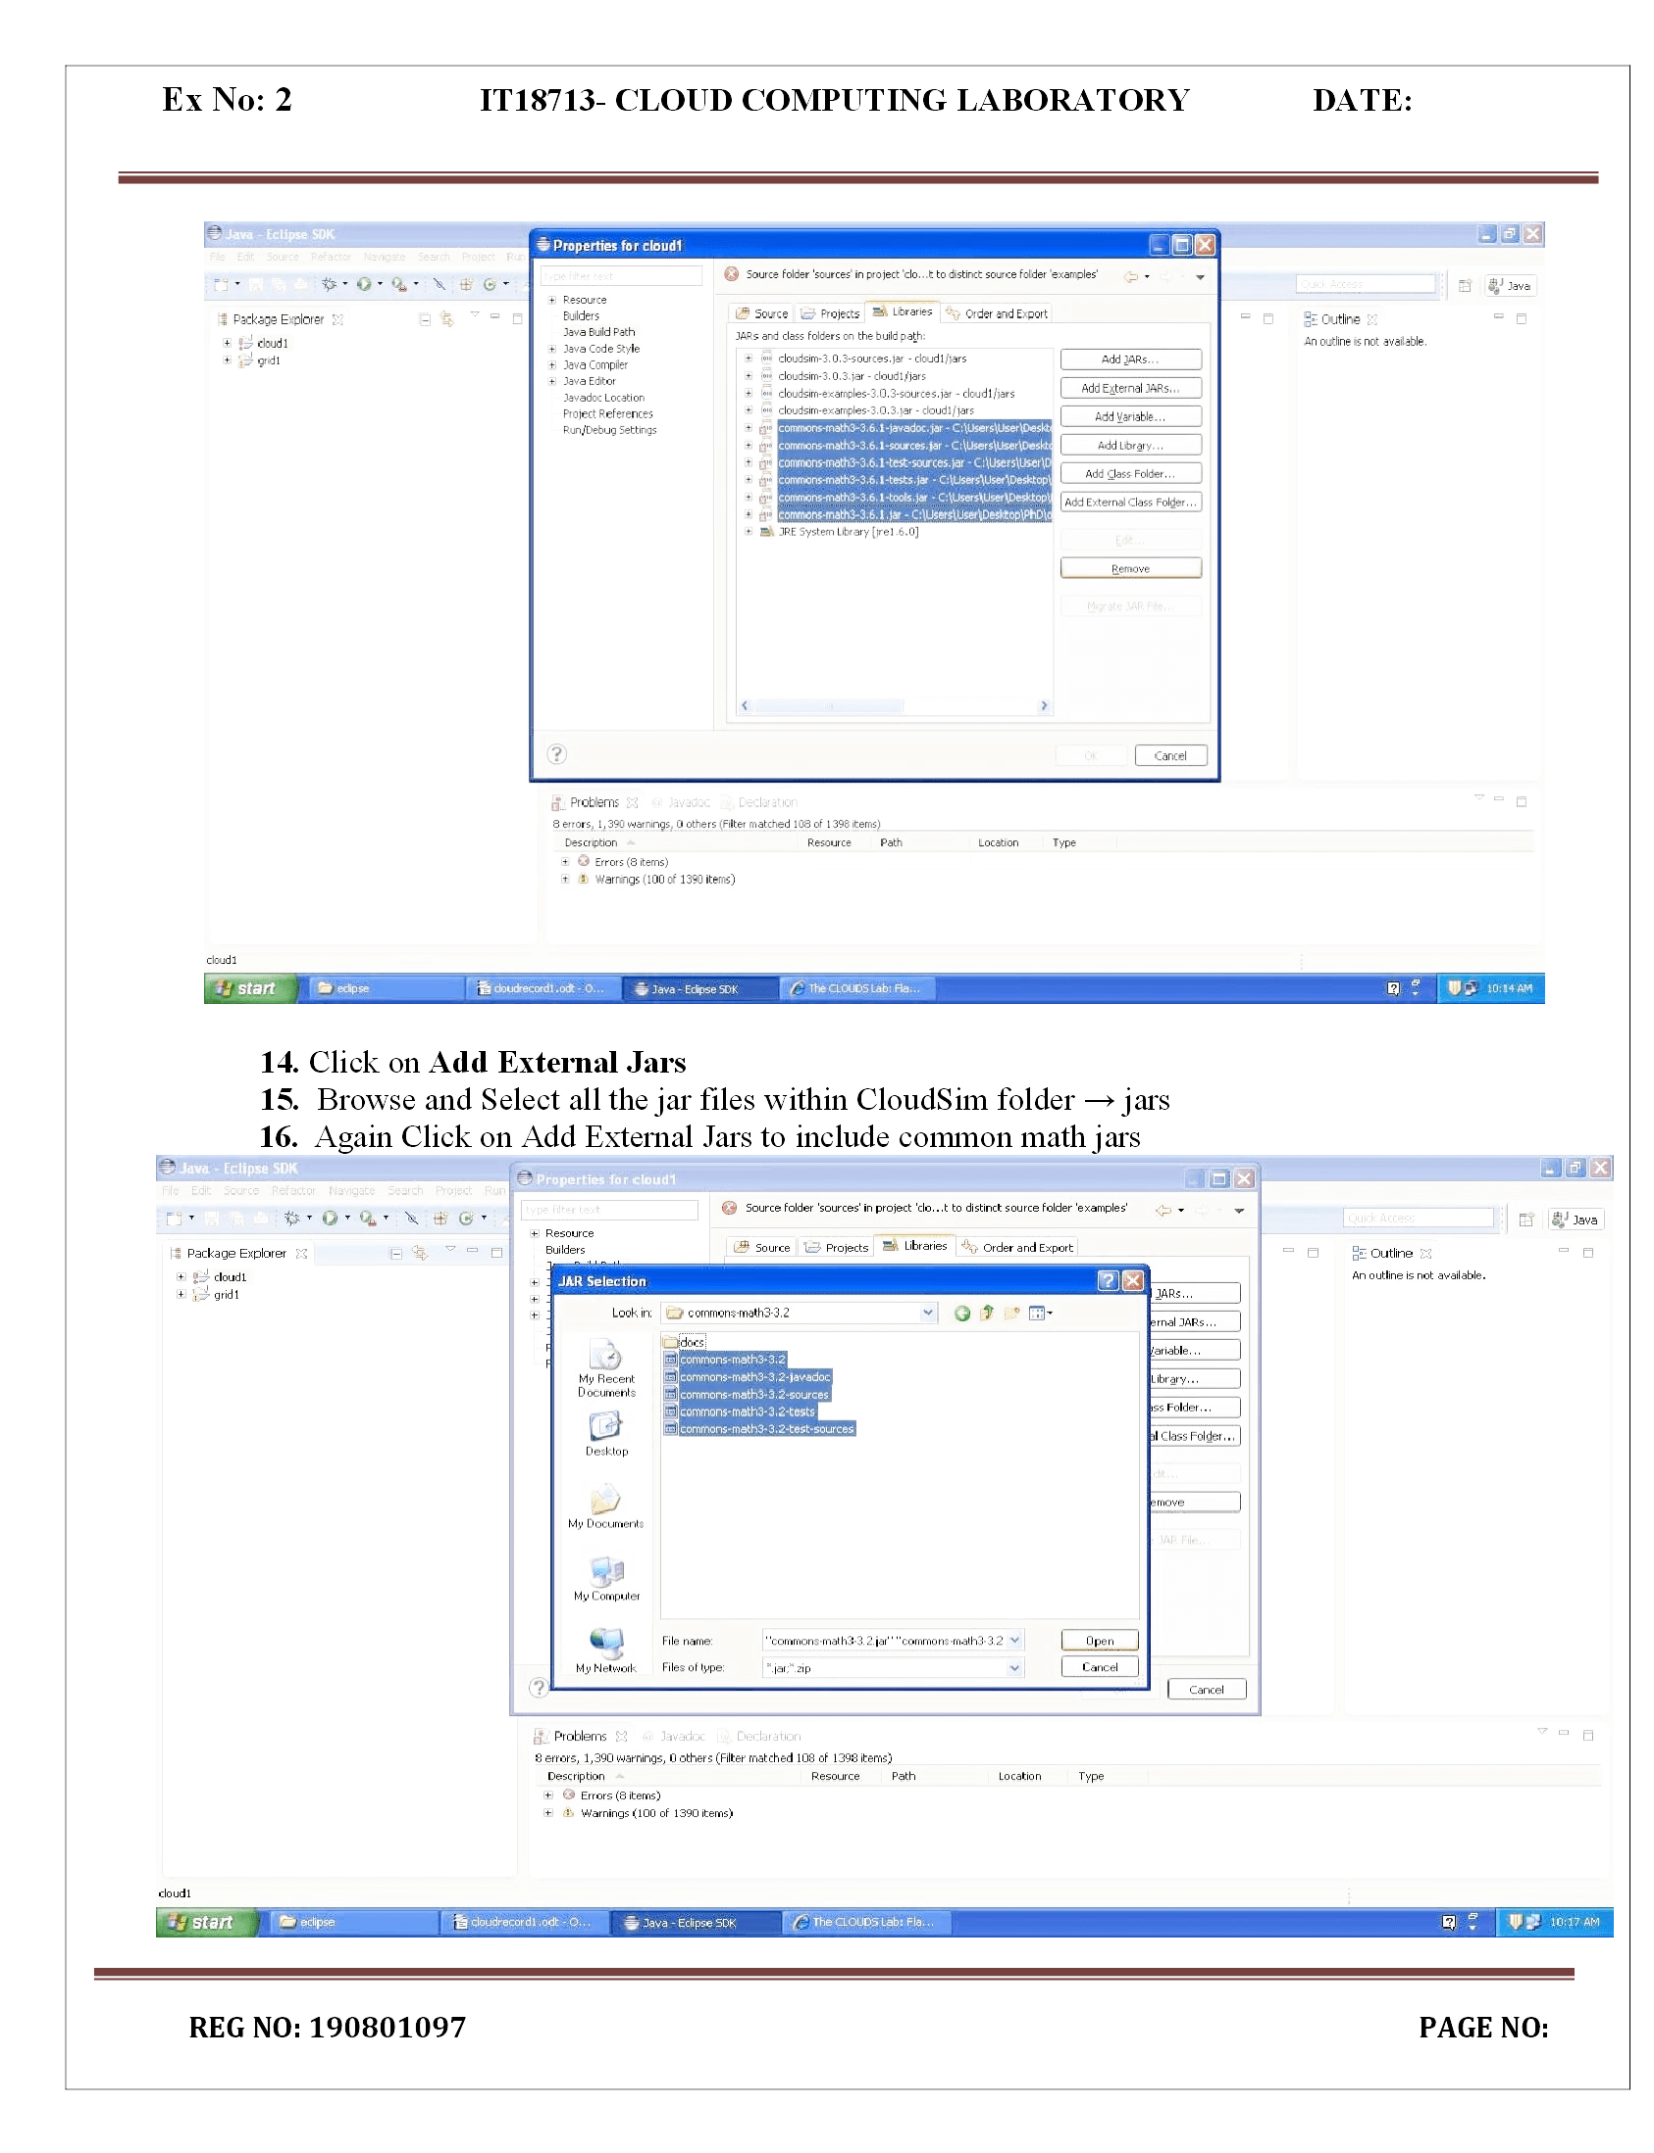 Ex No: 2 IT18713- CLOUD COMPUTING LABORATORY DATE:
Java - Eclipse SDK
File Edit Source Refactor Navigate Search Project Run
Properties for cloud1
type filter text
Source folder 'sources' in project 'clo...t to distinct source folder 'examples'
Quick Access
Java
Package Explorer
cloud1
grid1
Resource
Builders
Java Build Path
Java Code Style
Java Compiler
Java Editor
Javadoc Location
Project References
Run/Debug Settings
Source Projects Libraries Order and Export
JARs and class folders on the build path:
cloudsim-3.0.3-sources.jar - cloud1/jars
cloudsim-3.0.3.jar - cloud1/jars
cloudsim-examples-3.0.3-sources.jar - cloud1/jars
cloudsim-examples-3.0.3.jar - cloud1/jars
commons-math3-3.6.1-javadoc.jar - C:\Users\User\Deskt
commons-math3-3.6.1-sources.jar - C:\Users\User\Deskt
commons-math3-3.6.1-test-sources.jar - C:\Users\User\D
commons-math3-3.6.1-tests.jar - C:\Users\User\Desktop\
commons-math3-3.6.1-tools.jar - C:\Users\User\Desktop\
commons-math3-3.6.1.jar - C:\Users\User\Desktop\PhD\
JRE System Library [jre1.6.0]
Add JARs...
Add External JARs...
Add Variable...
Add Library...
Add Class Folder...
Add External Class Folder...
Edit...
Remove
Migrate JAR File...
OK Cancel
Outline
An outline is not available.
Problems Javadoc Declaration
8 errors, 1,390 warnings, 0 others (Filter matched 108 of 1398 items)
Description Resource Path Location Type
Errors (8 items)
Warnings (100 of 1390 items)
cloud1
start eclipse cloudrecord1.odt - O... Java - Eclipse SDK The CLOUDS Lab: Fla... 10:14 AM
14. Click on Add External Jars
15. Browse and Select all the jar files within CloudSim folder → jars
16. Again Click on Add External Jars to include common math jars
Java - Eclipse SDK
File Edit Source Refactor Navigate Search Project Run
Properties for cloud1
type filter text
Source folder 'sources' in project 'clo...t to distinct source folder 'examples'
Quick Access
Java
Package Explorer
cloud1
grid1
Resource
Builders
Source Projects Libraries Order and Export
JAR Selection
Look in: commons-math3-3.2
docs
commons-math3-3.2
commons-math3-3.2-javadoc
commons-math3-3.2-sources
commons-math3-3.2-tests
commons-math3-3.2-test-sources
My Recent
Documents
Desktop
My Documents
My Computer
My Network
File name: "commons-math3-3.2.jar" "commons-math3-3.2
Open
Files of type: *.jar;*.zip
Cancel
JARs...
ernal JARs...
Variable...
Library...
ass Folder...
al Class Folder...
dit...
emove
JAR File...
Cancel
Outline
An outline is not available.
Problems Javadoc Declaration
8 errors, 1,390 warnings, 0 others (Filter matched 108 of 1398 items)
Description Resource Path Location Type
Errors (8 items)
Warnings (100 of 1390 items)
cloud1
start eclipse cloudrecord1.odt - O... Java - Eclipse SDK The CLOUDS Lab: Fla... 10:17 AM
REG NO: 190801097 PAGE NO: